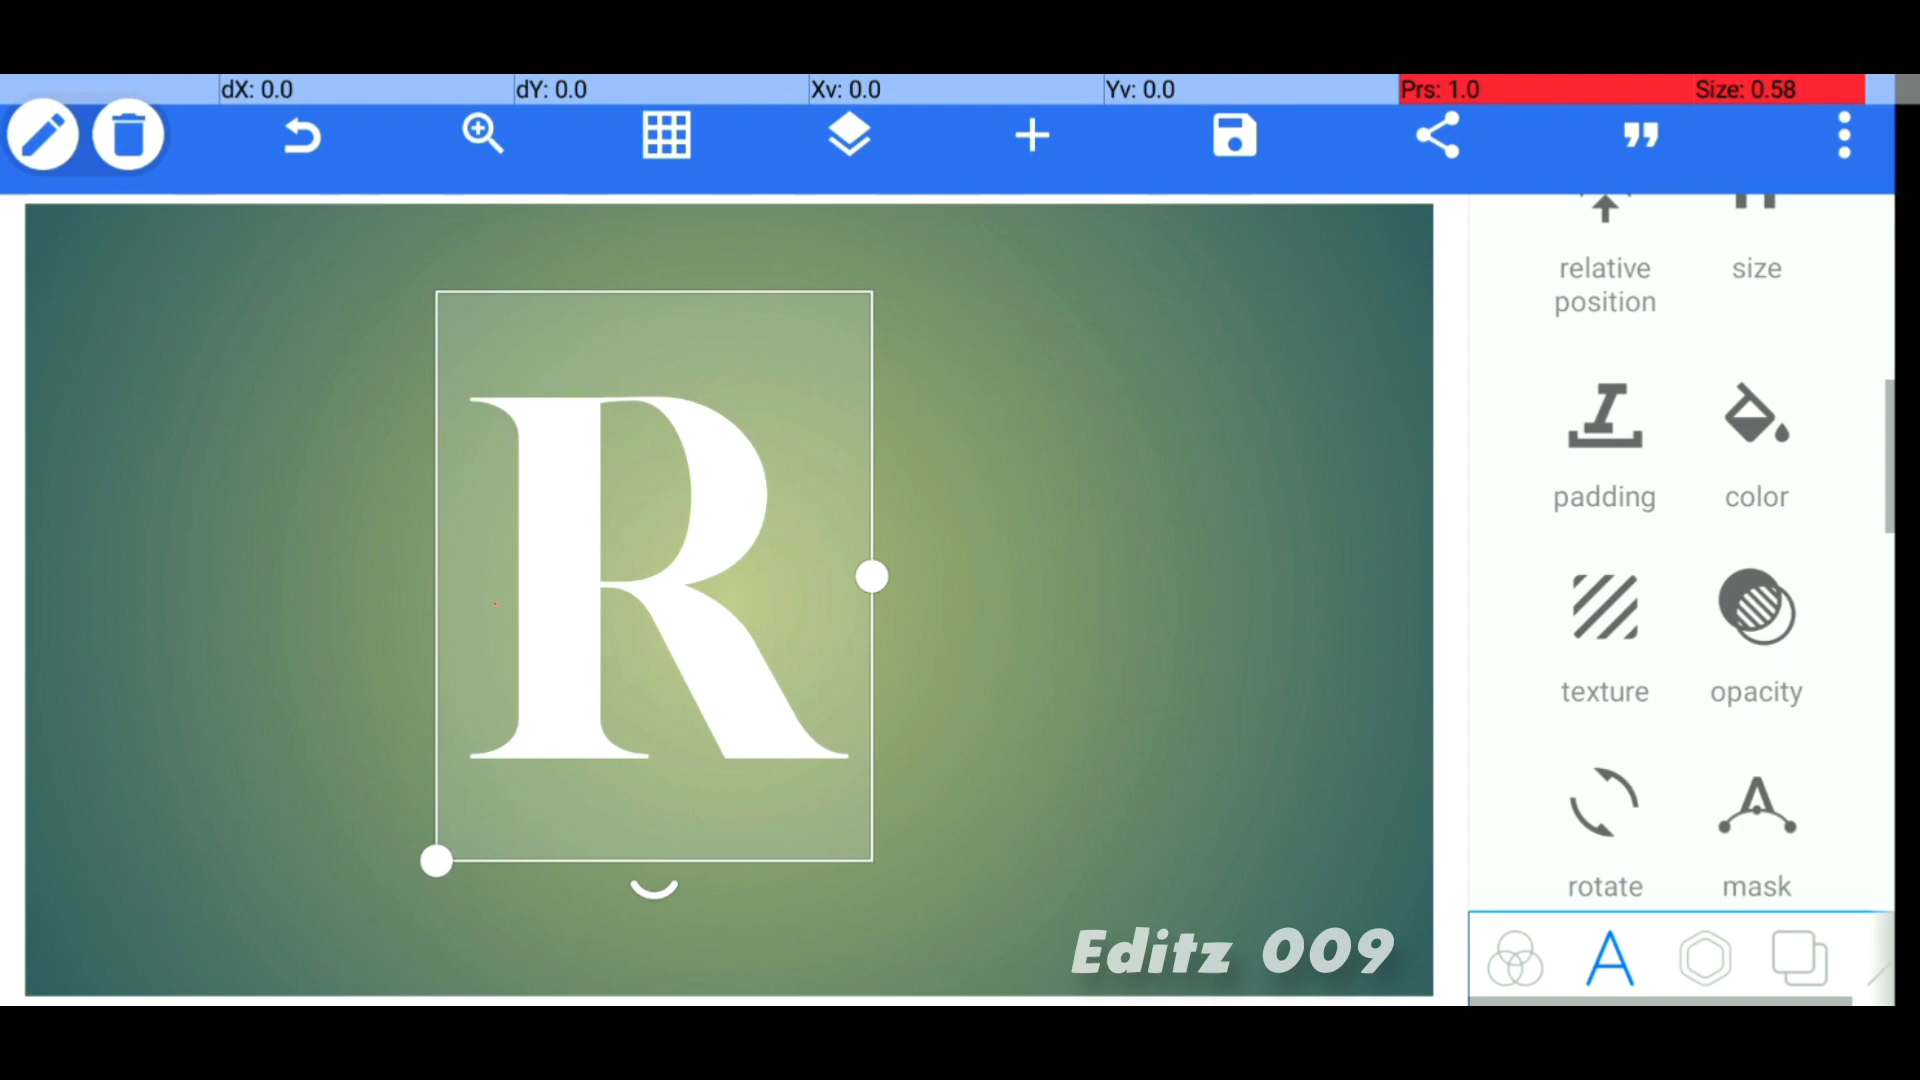 dX: 0.0 dY: 0.0 Xv: 0.0 Yv: 0.0 Prs: 1.0 Size: 0.58
relative position
size
padding
color
texture
opacity
rotate
mask
R
Editz 009